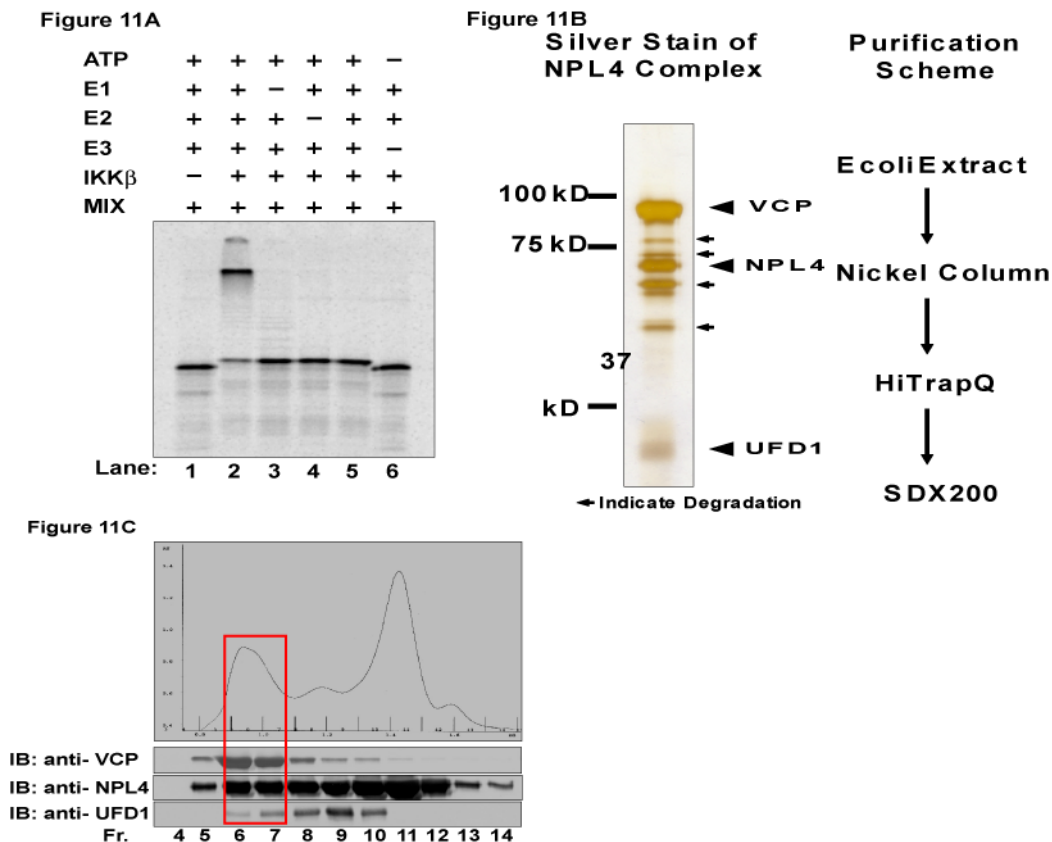 Figure 11A
ATP + + + + + –
E1 + + – + + +
E2 + + + – + +
E3 + + + + + –
IKKβ – + + + + +
MIX + + + + + +
Lane: 1 2 3 4 5 6
Figure 11B
Silver Stain of
NPL4 Complex
100 kD
75 kD
37
kD
VCP
NPL4
UFD1
Indicate Degradation
Purification
Scheme
EcoliExtract
Nickel Column
HiTrapQ
SDX200
Figure 11C
IB: anti- VCP
IB: anti- NPL4
IB: anti- UFD1
Fr. 4 5 6 7 8 9 10 11 12 13 14